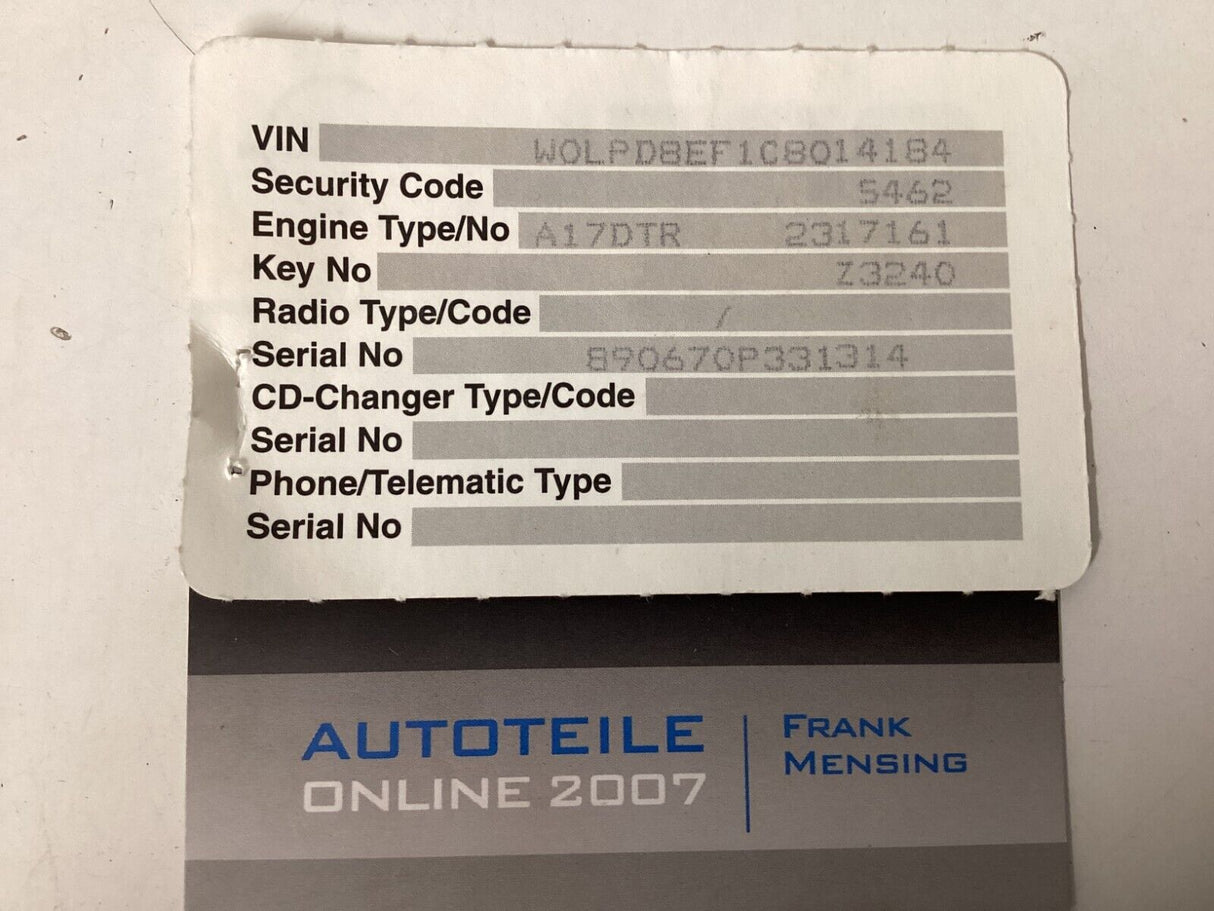 VIN W0LPD8EF1C8014184
Security Code 5462
Engine Type/No A17DTR 2317161
Key No Z3240
Radio Type/Code /
Serial No 890670P331314
CD-Changer Type/Code
Serial No
Phone/Telematic Type
Serial No
AUTOTEILE
ONLINE 2007
FRANK
MENSING